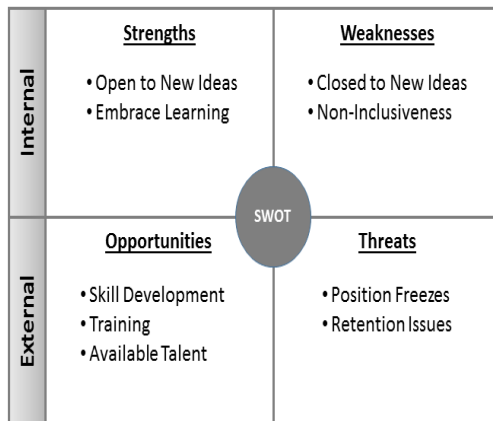 Internal
Strengths
• Open to New Ideas
• Embrace Learning
Weaknesses
• Closed to New Ideas
• Non-Inclusiveness
SWOT
External
Opportunities
• Skill Development
• Training
• Available Talent
Threats
• Position Freezes
• Retention Issues